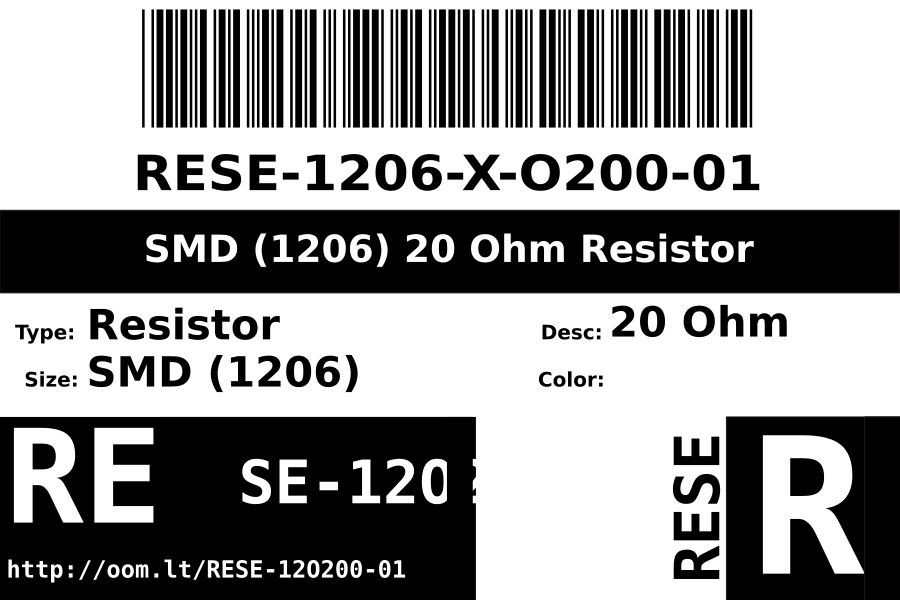 RESE-1206-X-O200-01
SMD (1206) 20 Ohm Resistor
Type: Resistor
Desc: 20 Ohm
Size: SMD (1206)
Color:
RE
SE-120
http://oom.lt/RESE-12O200-01
RESE
R